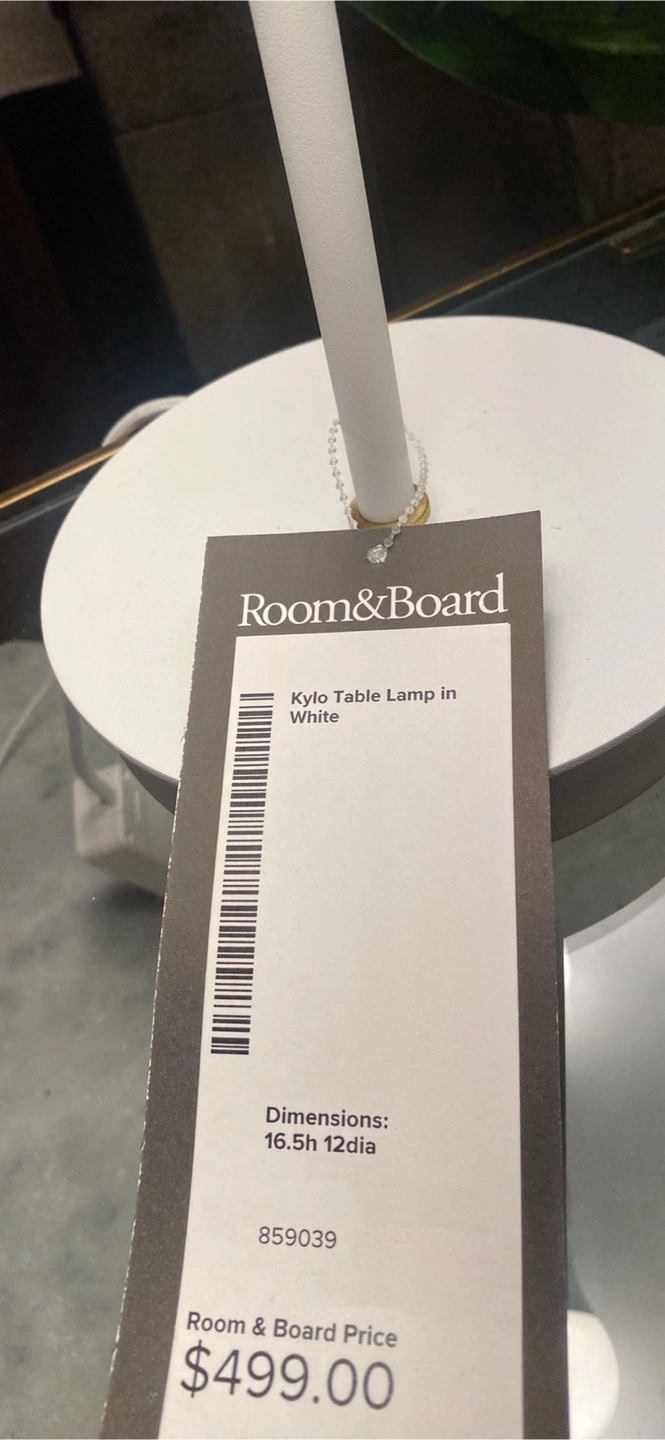 Room&Board
Kylo Table Lamp in
White
Dimensions:
16.5h 12dia
859039
Room & Board Price
$499.00